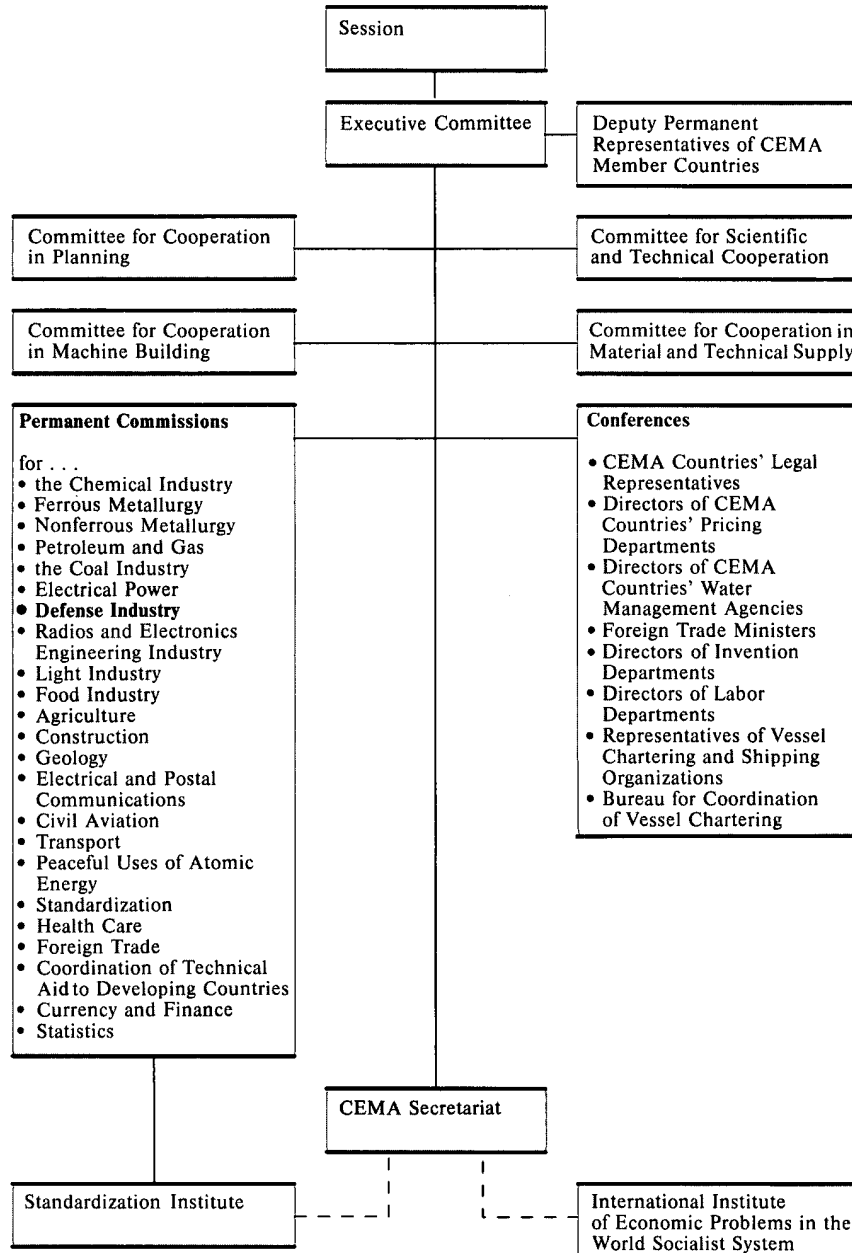 Session
Executive Committee
Deputy Permanent
Representatives of CEMA
Member Countries
Committee for Cooperation
in Planning
Committee for Scientific
and Technical Cooperation
Committee for Cooperation
in Machine Building
Committee for Cooperation in
Material and Technical Supply
Permanent Commissions
for . . .
• the Chemical Industry
• Ferrous Metallurgy
• Nonferrous Metallurgy
• Petroleum and Gas
• the Coal Industry
• Electrical Power
• Defense Industry
• Radios and Electronics
Engineering Industry
• Light Industry
• Food Industry
• Agriculture
• Construction
• Geology
• Electrical and Postal
Communications
• Civil Aviation
• Transport
• Peaceful Uses of Atomic
Energy
• Standardization
• Health Care
• Foreign Trade
• Coordination of Technical
Aid to Developing Countries
• Currency and Finance
• Statistics
Conferences
• CEMA Countries' Legal
Representatives
• Directors of CEMA
Countries' Pricing
Departments
• Directors of CEMA
Countries' Water
Management Agencies
• Foreign Trade Ministers
• Directors of Invention
Departments
• Directors of Labor
Departments
• Representatives of Vessel
Chartering and Shipping
Organizations
• Bureau for Coordination
of Vessel Chartering
CEMA Secretariat
Standardization Institute
International Institute
of Economic Problems in the
World Socialist System